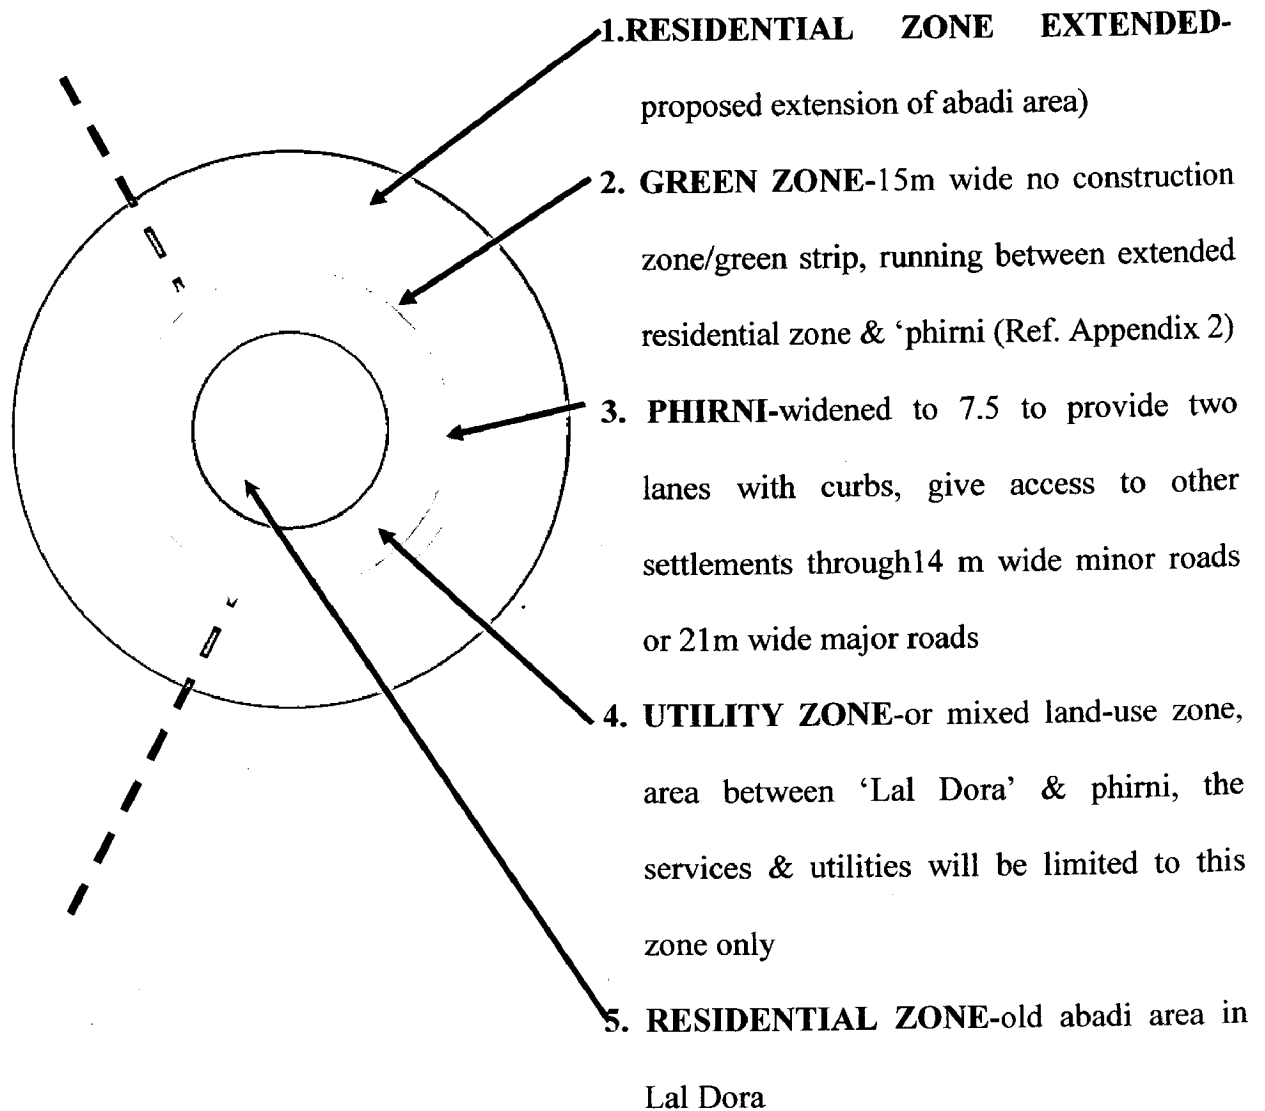 1.RESIDENTIAL ZONE EXTENDED-
proposed extension of abadi area)
2. GREEN ZONE-15m wide no construction
zone/green strip, running between extended
residential zone & ‘phirni (Ref. Appendix 2)
3. PHIRNI-widened to 7.5 to provide two
lanes with curbs, give access to other
settlements through14 m wide minor roads
or 21m wide major roads
4. UTILITY ZONE-or mixed land-use zone,
area between ‘Lal Dora’ & phirni, the
services & utilities will be limited to this
zone only
5. RESIDENTIAL ZONE-old abadi area in
Lal Dora